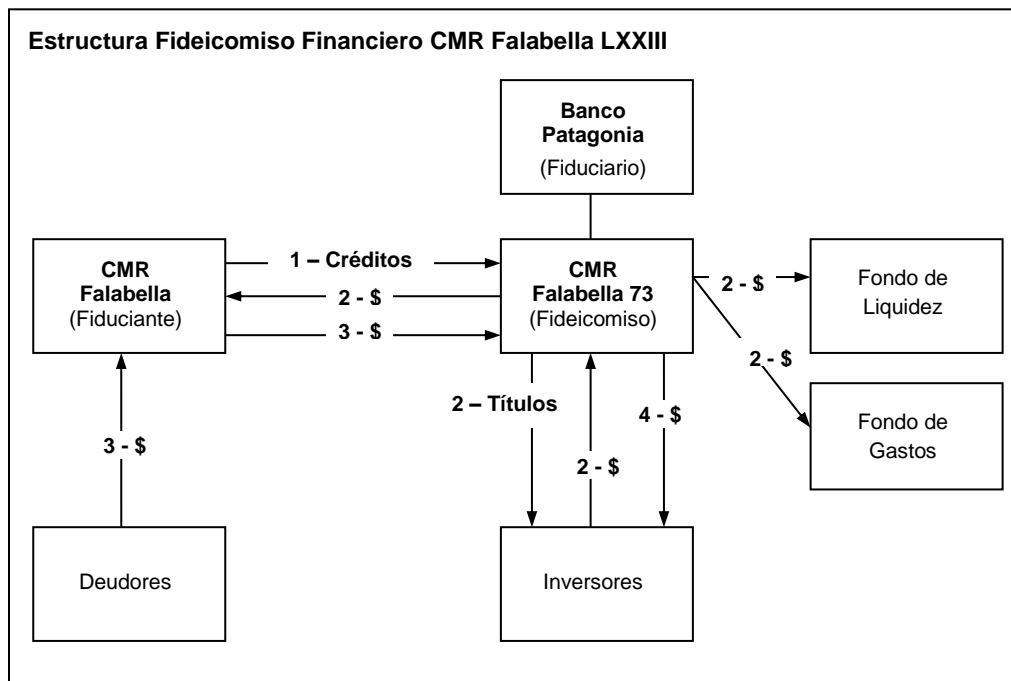 Estructura Fideicomiso Financiero CMR Falabella LXXIII
Banco
Patagonia
(Fiduciario)
CMR
Falabella
(Fiduciante)
1 – Créditos
2 - $
3 - $
CMR
Falabella 73
(Fideicomiso)
2 - $
Fondo de
Liquidez
2 - $
Fondo de
Gastos
3 - $
2 – Títulos
2 - $
4 - $
Deudores
Inversores